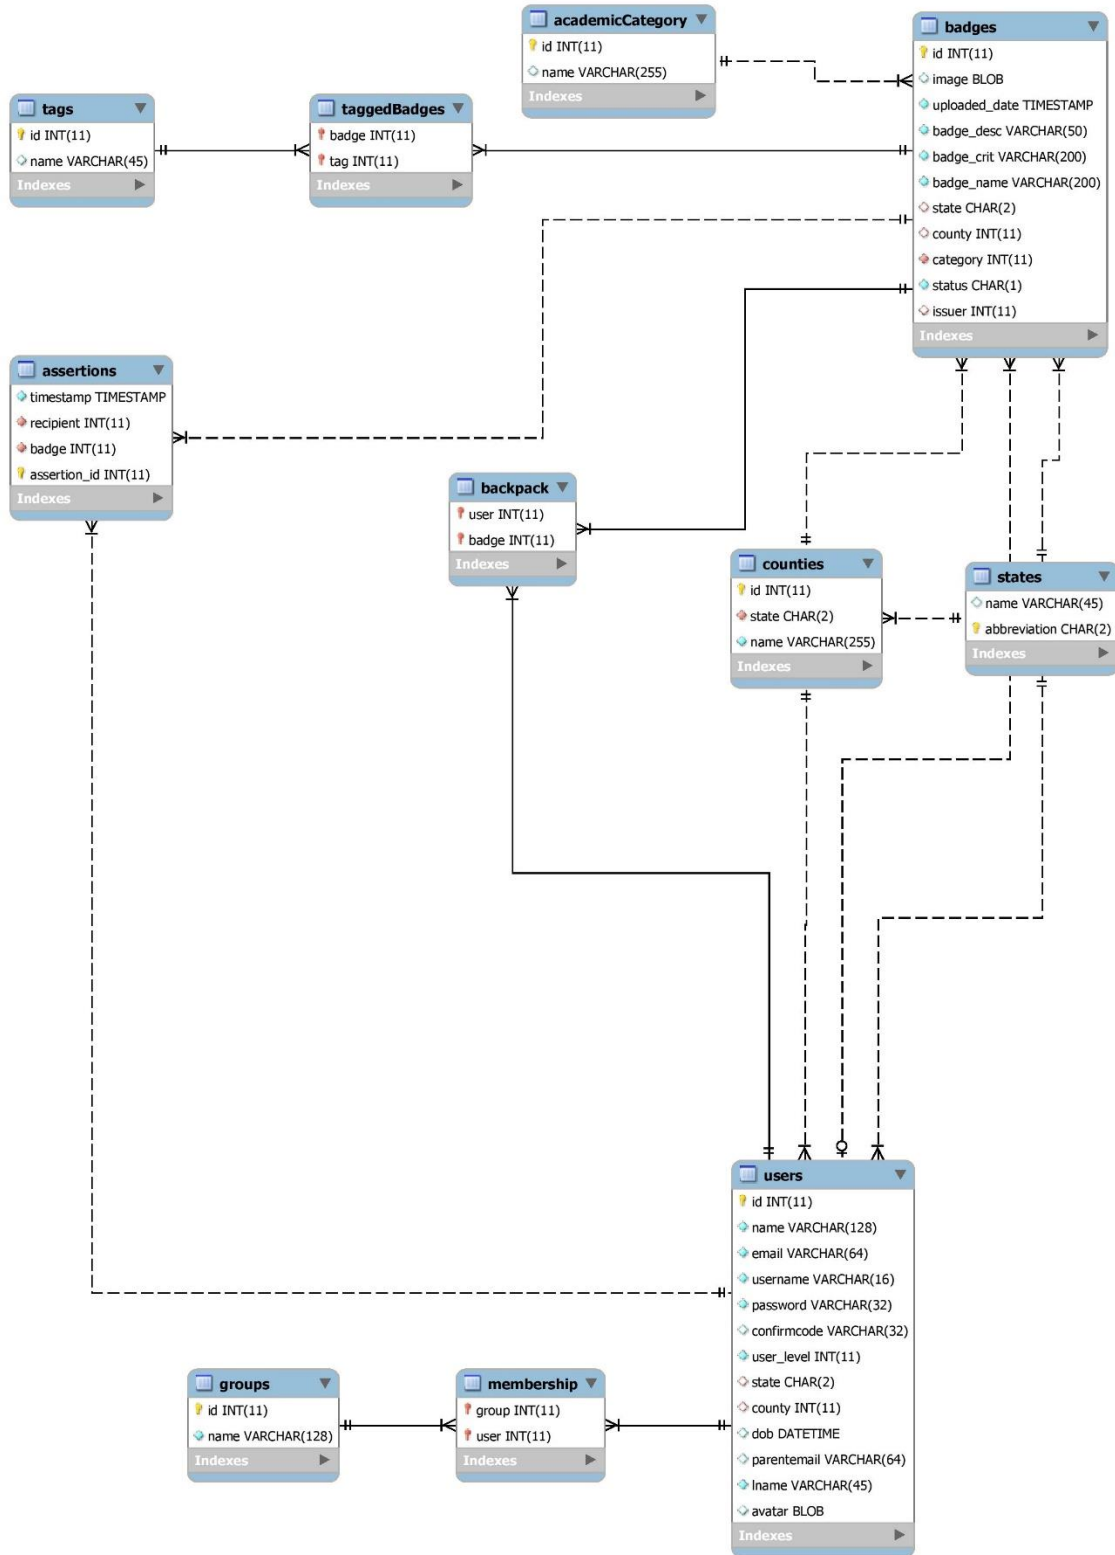 academicCategory
id INT(11)
name VARCHAR(255)
Indexes
badges
id INT(11)
image BLOB
uploaded_date TIMESTAMP
badge_desc VARCHAR(50)
badge_crit VARCHAR(200)
badge_name VARCHAR(200)
state CHAR(2)
county INT(11)
category INT(11)
status CHAR(1)
issuer INT(11)
Indexes
tags
id INT(11)
name VARCHAR(45)
Indexes
taggedBadges
badge INT(11)
tag INT(11)
Indexes
assertions
timestamp TIMESTAMP
recipient INT(11)
badge INT(11)
assertion_id INT(11)
Indexes
backpack
user INT(11)
badge INT(11)
Indexes
counties
id INT(11)
state CHAR(2)
name VARCHAR(255)
Indexes
states
name VARCHAR(45)
abbreviation CHAR(2)
Indexes
users
id INT(11)
name VARCHAR(128)
email VARCHAR(64)
username VARCHAR(16)
password VARCHAR(32)
confirmcode VARCHAR(32)
user_level INT(11)
state CHAR(2)
county INT(11)
dob DATETIME
parentemail VARCHAR(64)
lname VARCHAR(45)
avatar BLOB
Indexes
groups
id INT(11)
name VARCHAR(128)
Indexes
membership
group INT(11)
user INT(11)
Indexes